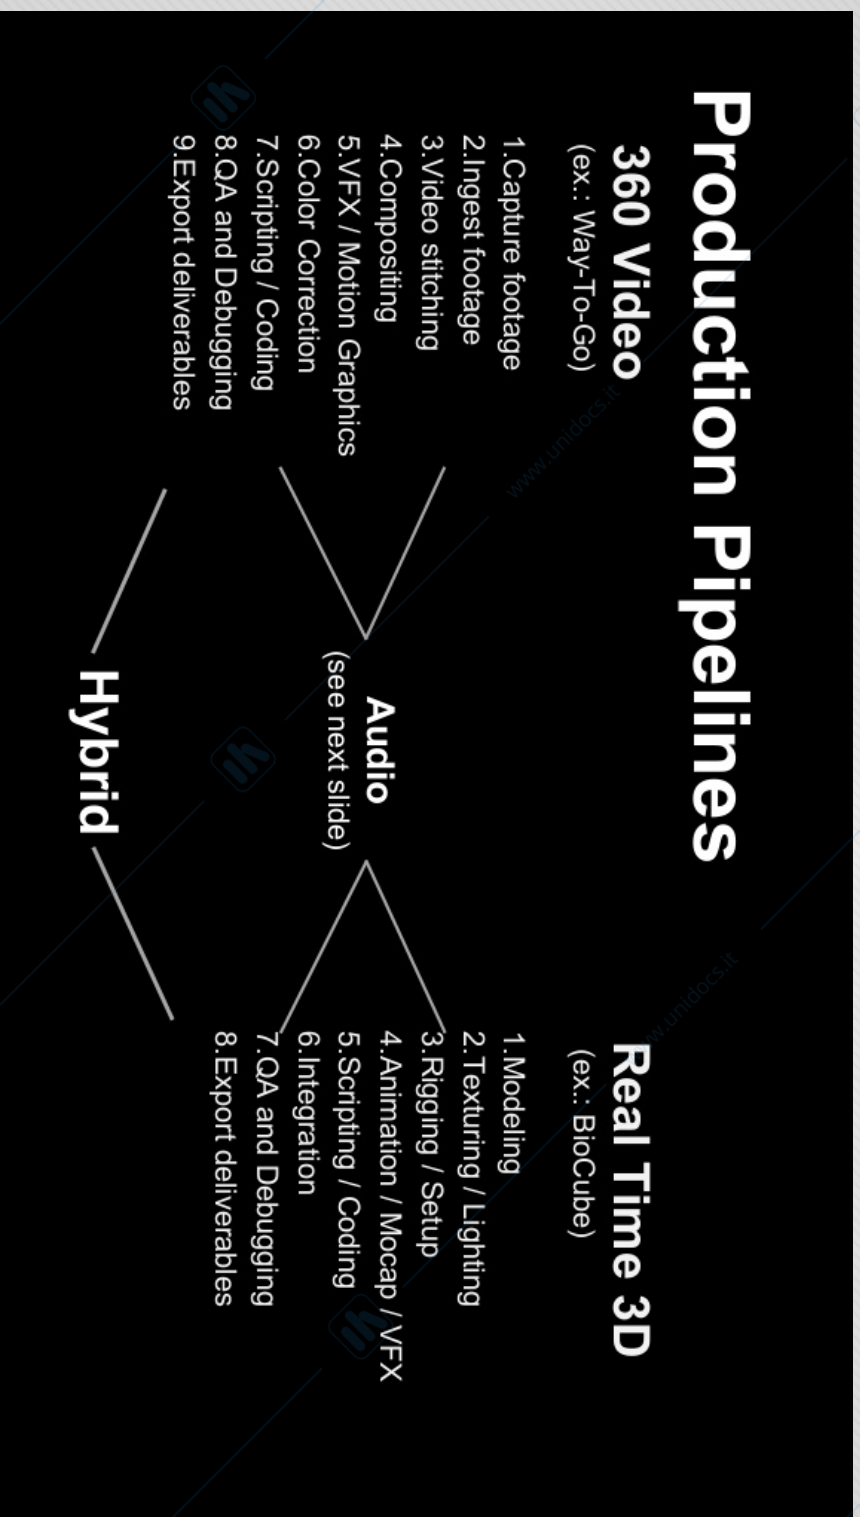 Production Pipelines
360 Video
(ex.: Way-To-Go)
1.Capture footage
2.Ingest footage
3.Video stitching
4.Compositing
5.VFX / Motion Graphics
6.Color Correction
7.Scripting / Coding
8.QA and Debugging
9.Export deliverables
Audio
(see next slide)
Hybrid
Real Time 3D
(ex.: BioCube)
1.Modeling
2.Texturing / Lighting
3.Rigging / Setup
4.Animation / Mocap / VFX
5.Scripting / Coding
6.Integration
7.QA and Debugging
8.Export deliverables
www.unidocs.it
www.unidocs.it